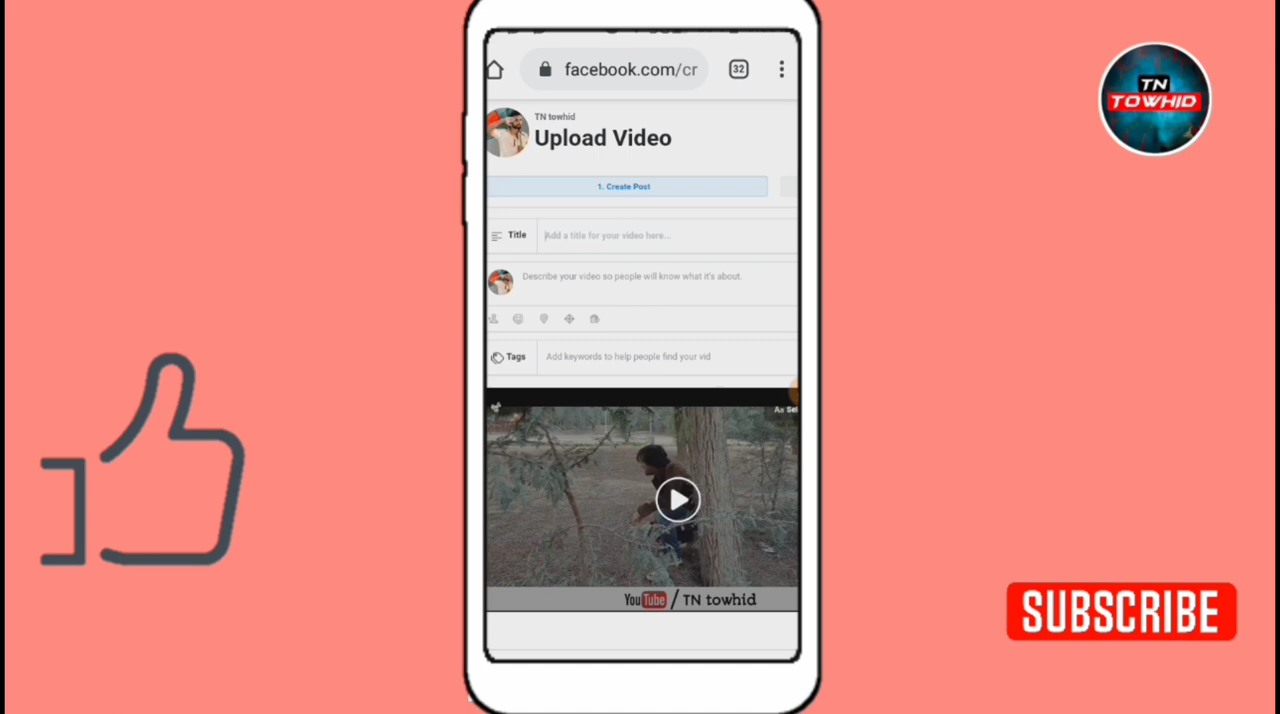 facebook.com/cr
32
TN
TOWHID
TN towhid
Upload Video
1. Create Post
Title
Add a title for your video here...
Describe your video so people will know what it's about.
Tags
Add keywords to help people find your vid
As Sel
YouTube / TN towhid
SUBSCRIBE